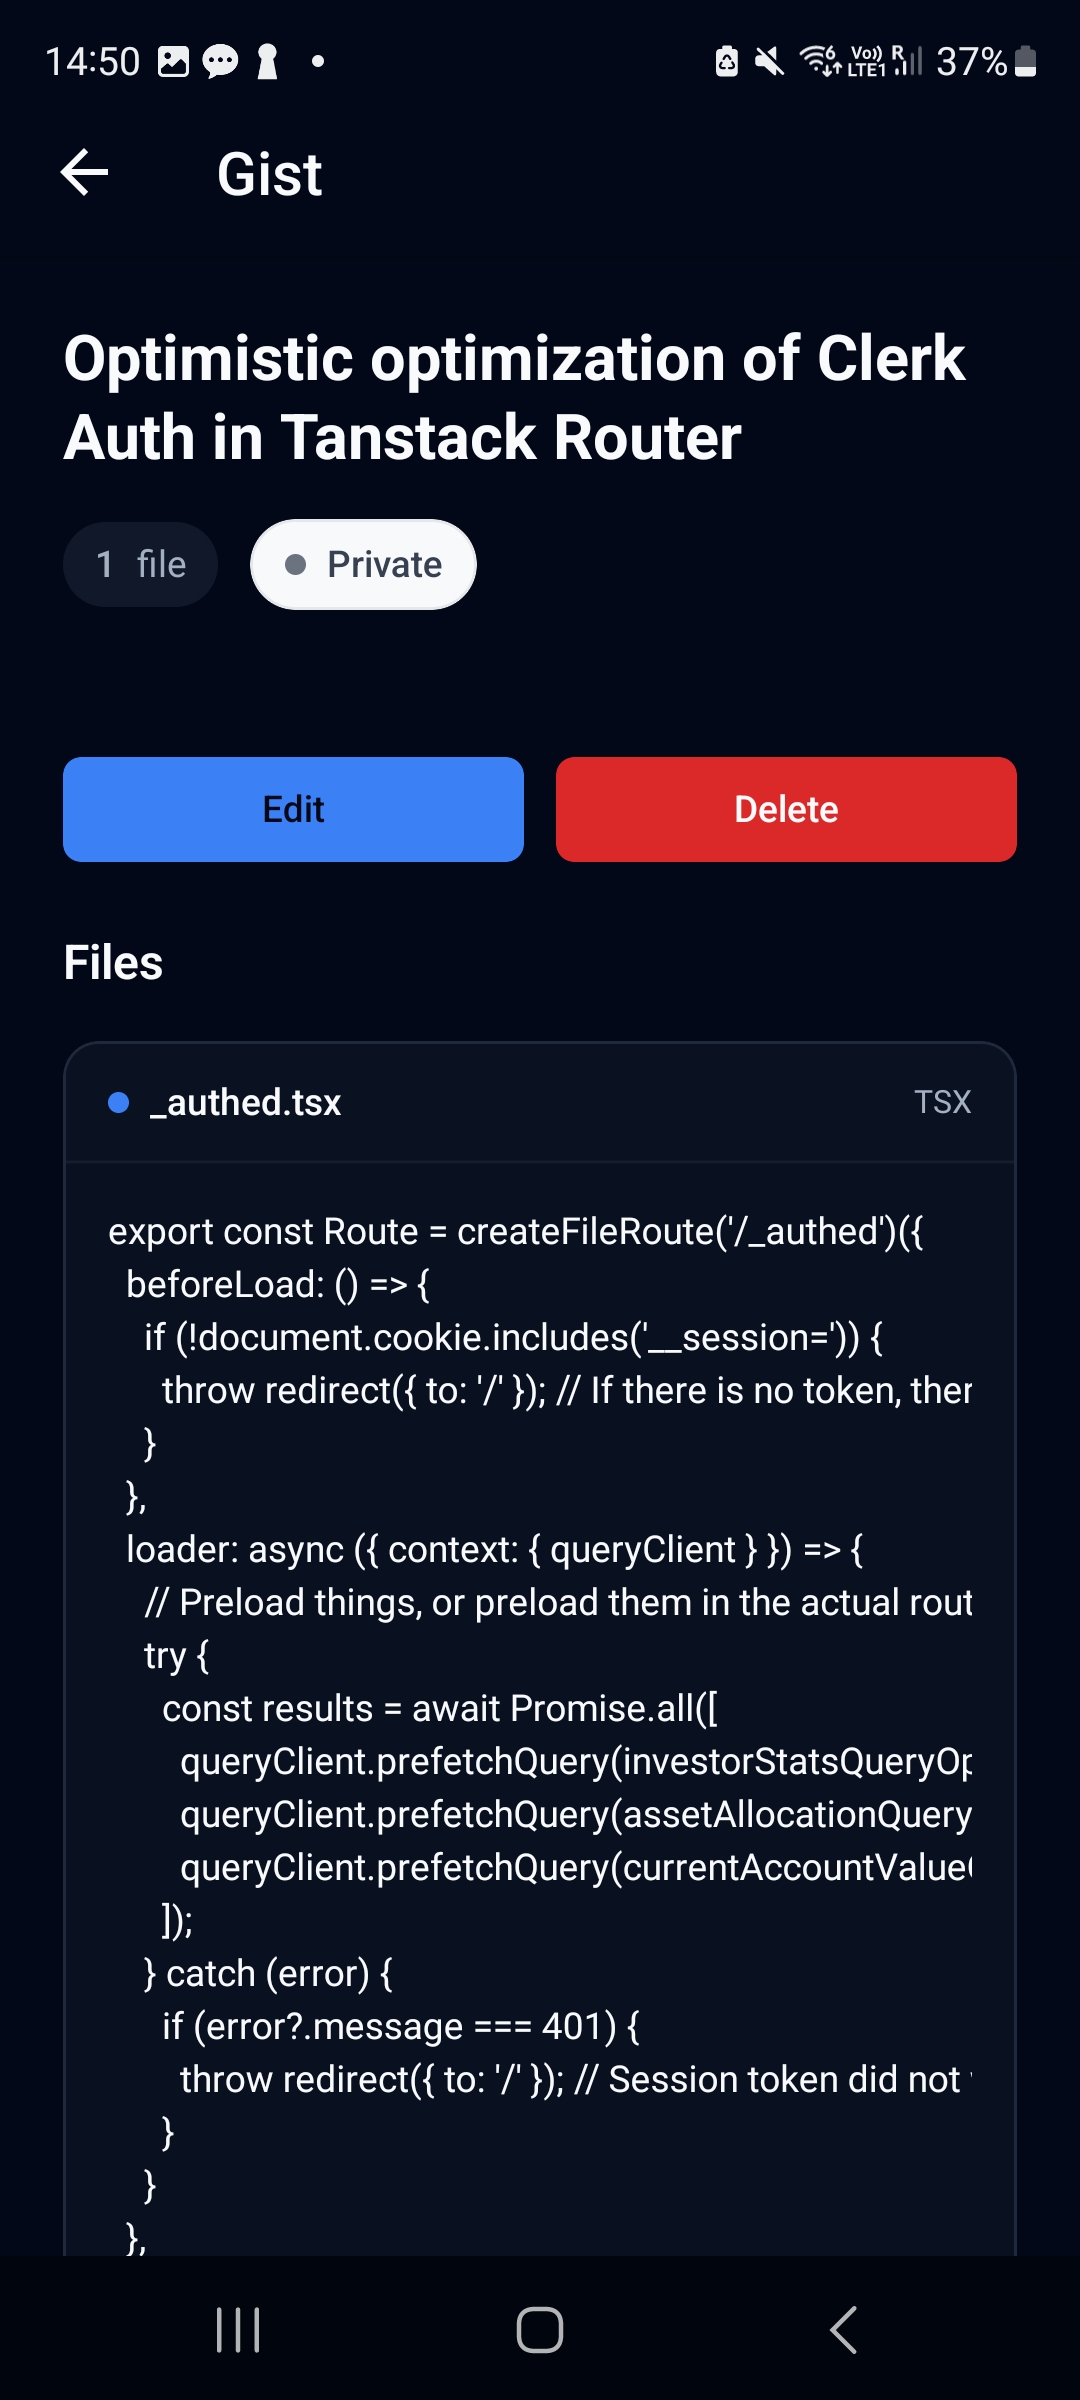 14:50
Vo)) LTE1 R 37%
Gist
Optimistic optimization of Clerk
Auth in Tanstack Router
1 file
Private
Edit
Delete
Files
_authed.tsx
TSX
export const Route = createFileRoute('/_authed')({
beforeLoad: () => {
if (!document.cookie.includes('__session=')) {
throw redirect({ to: '/' }); // If there is no token, then
}
},
loader: async ({ context: { queryClient } }) => {
// Preload things, or preload them in the actual rout
try {
const results = await Promise.all([
queryClient.prefetchQuery(investorStatsQueryOp
queryClient.prefetchQuery(assetAllocationQuery
queryClient.prefetchQuery(currentAccountValue
]);
} catch (error) {
if (error?.message === 401) {
throw redirect({ to: '/' }); // Session token did not
}
}
},